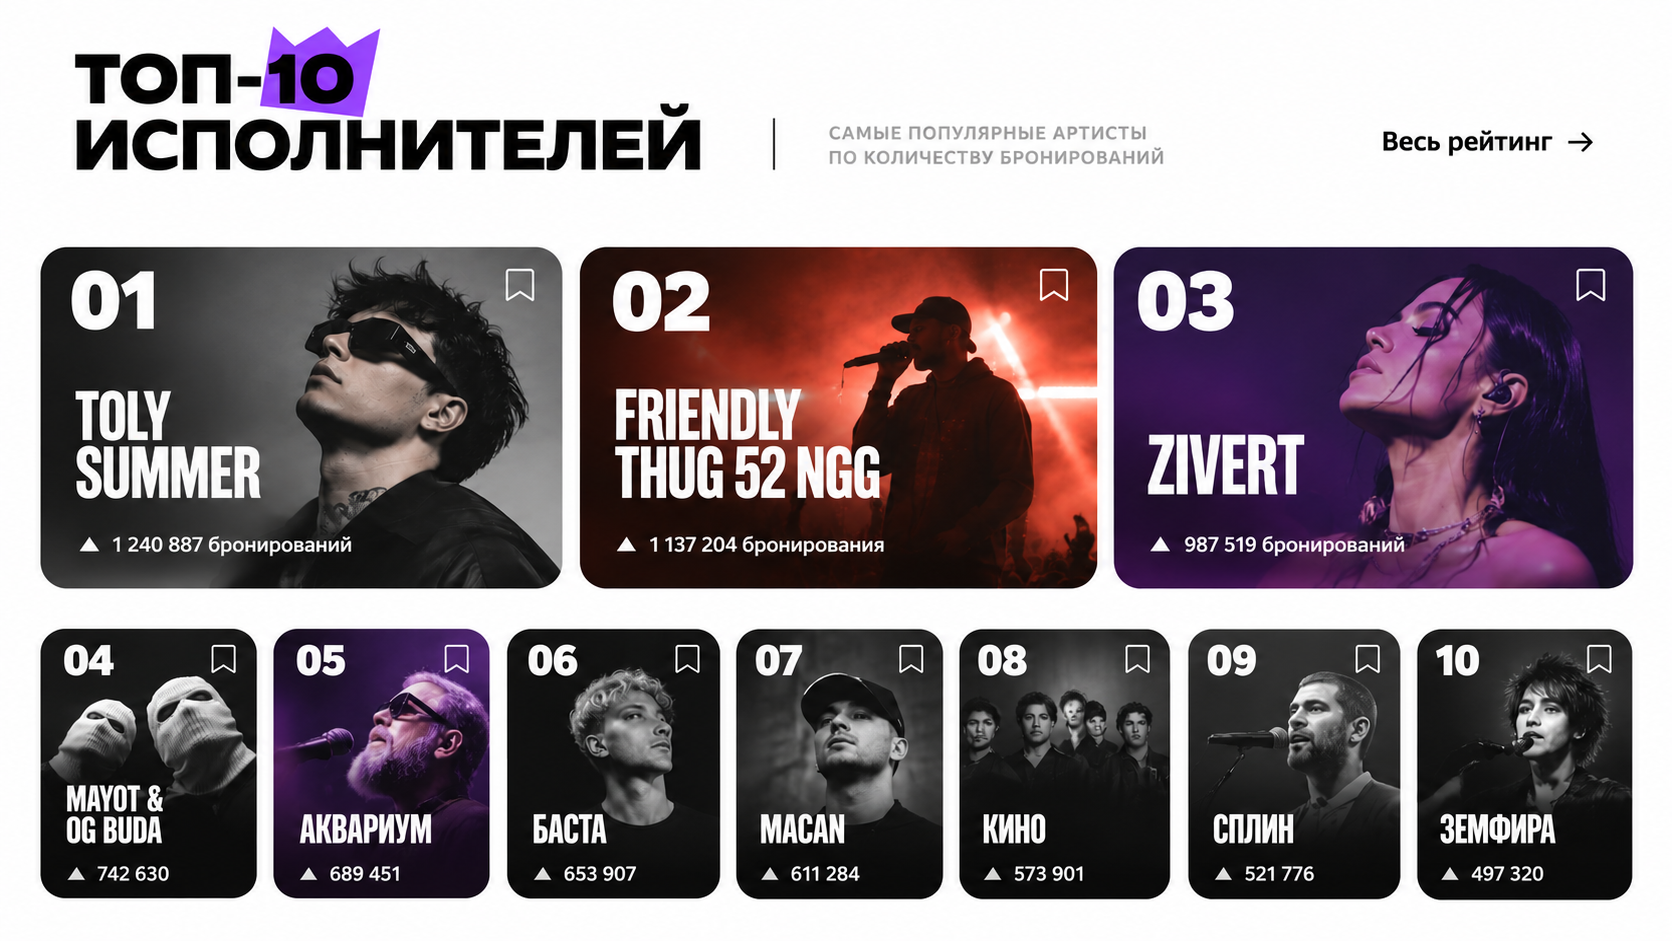 ТОП-10
ИСПОЛНИТЕЛЕЙ
САМЫЕ ПОПУЛЯРНЫЕ АРТИСТЫ
ПО КОЛИЧЕСТВУ БРОНИРОВАНИЙ
Весь рейтинг →
01
TOLY
SUMMER
▲ 1 240 887 бронирований
02
FRIENDLY
THUG 52 NGG
▲ 1 137 204 бронирования
03
ZIVERT
▲ 987 519 бронирований
04
MAYOT &
OG BUDA
▲ 742 630
05
АКВАРИУМ
▲ 689 451
06
БАСТА
▲ 653 907
07
MACAN
▲ 611 284
08
КИНО
▲ 573 901
09
СПЛИН
▲ 521 776
10
ЗЕМФИРА
▲ 497 320